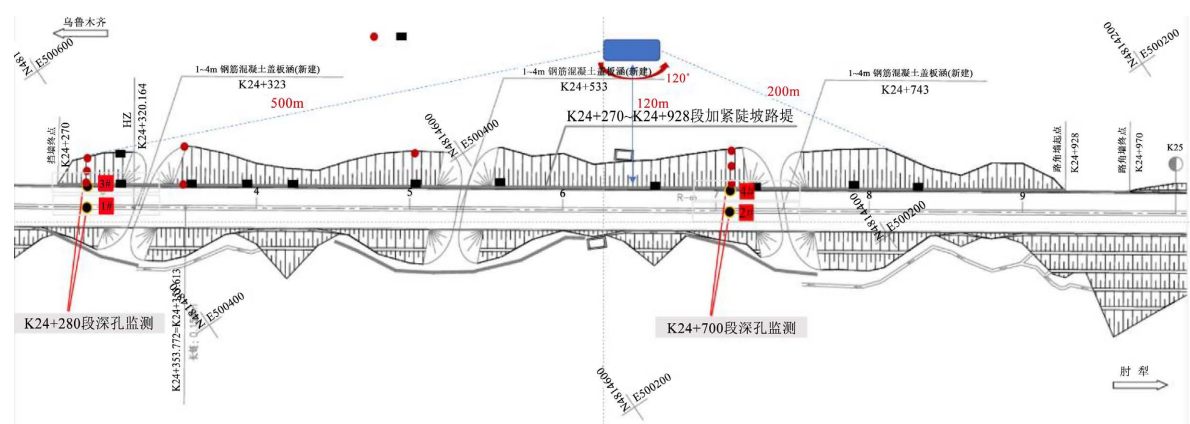 乌鲁木齐
E500600
N481
1~4m 钢筋混凝土盖板涵(新建)
K24+323
500m
1~4m 钢筋混凝土盖板涵(新建)
K24+533
120°
120m
200m
K24+270~K24+928段加紧陡坡路堤
1~4m 钢筋混凝土盖板涵(新建)
K24+743
N4814200
E500200
挡墙终点
K24+270
HZ
K24+320.164
N4814600
E500400
路角墙起点
K24+928
路角墙终点
K24+970
K25
3#
1#
4
5
6
7
8
9
4#
2#
N4814400
E500200
K24+280段深孔监测
E500400
K24+700段深孔监测
N4814600
E500200
肘 犁